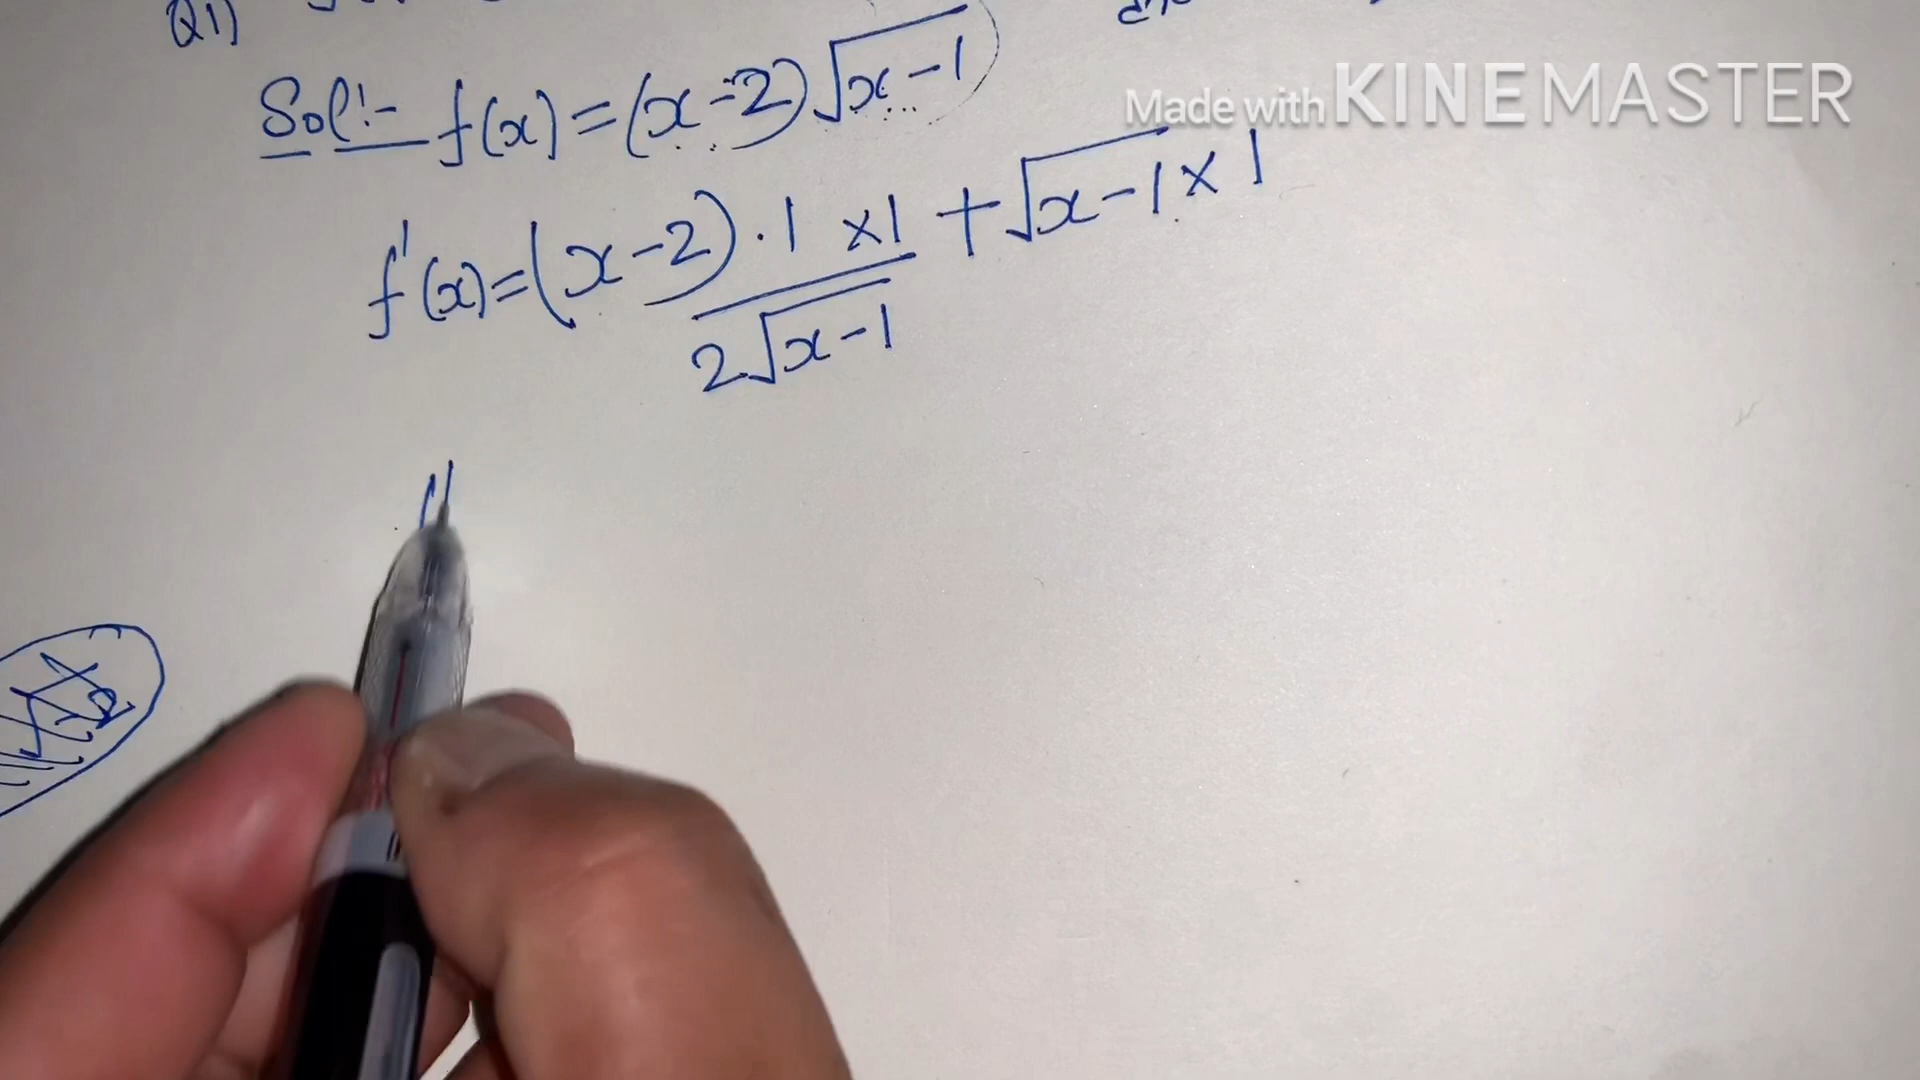 Q1)
Made with KINEMASTER
Sol:- f(x) = (x-2)√x-1
f'(x) = (x-2) . 1 × 1 + √x-1 × 1
2√x-1